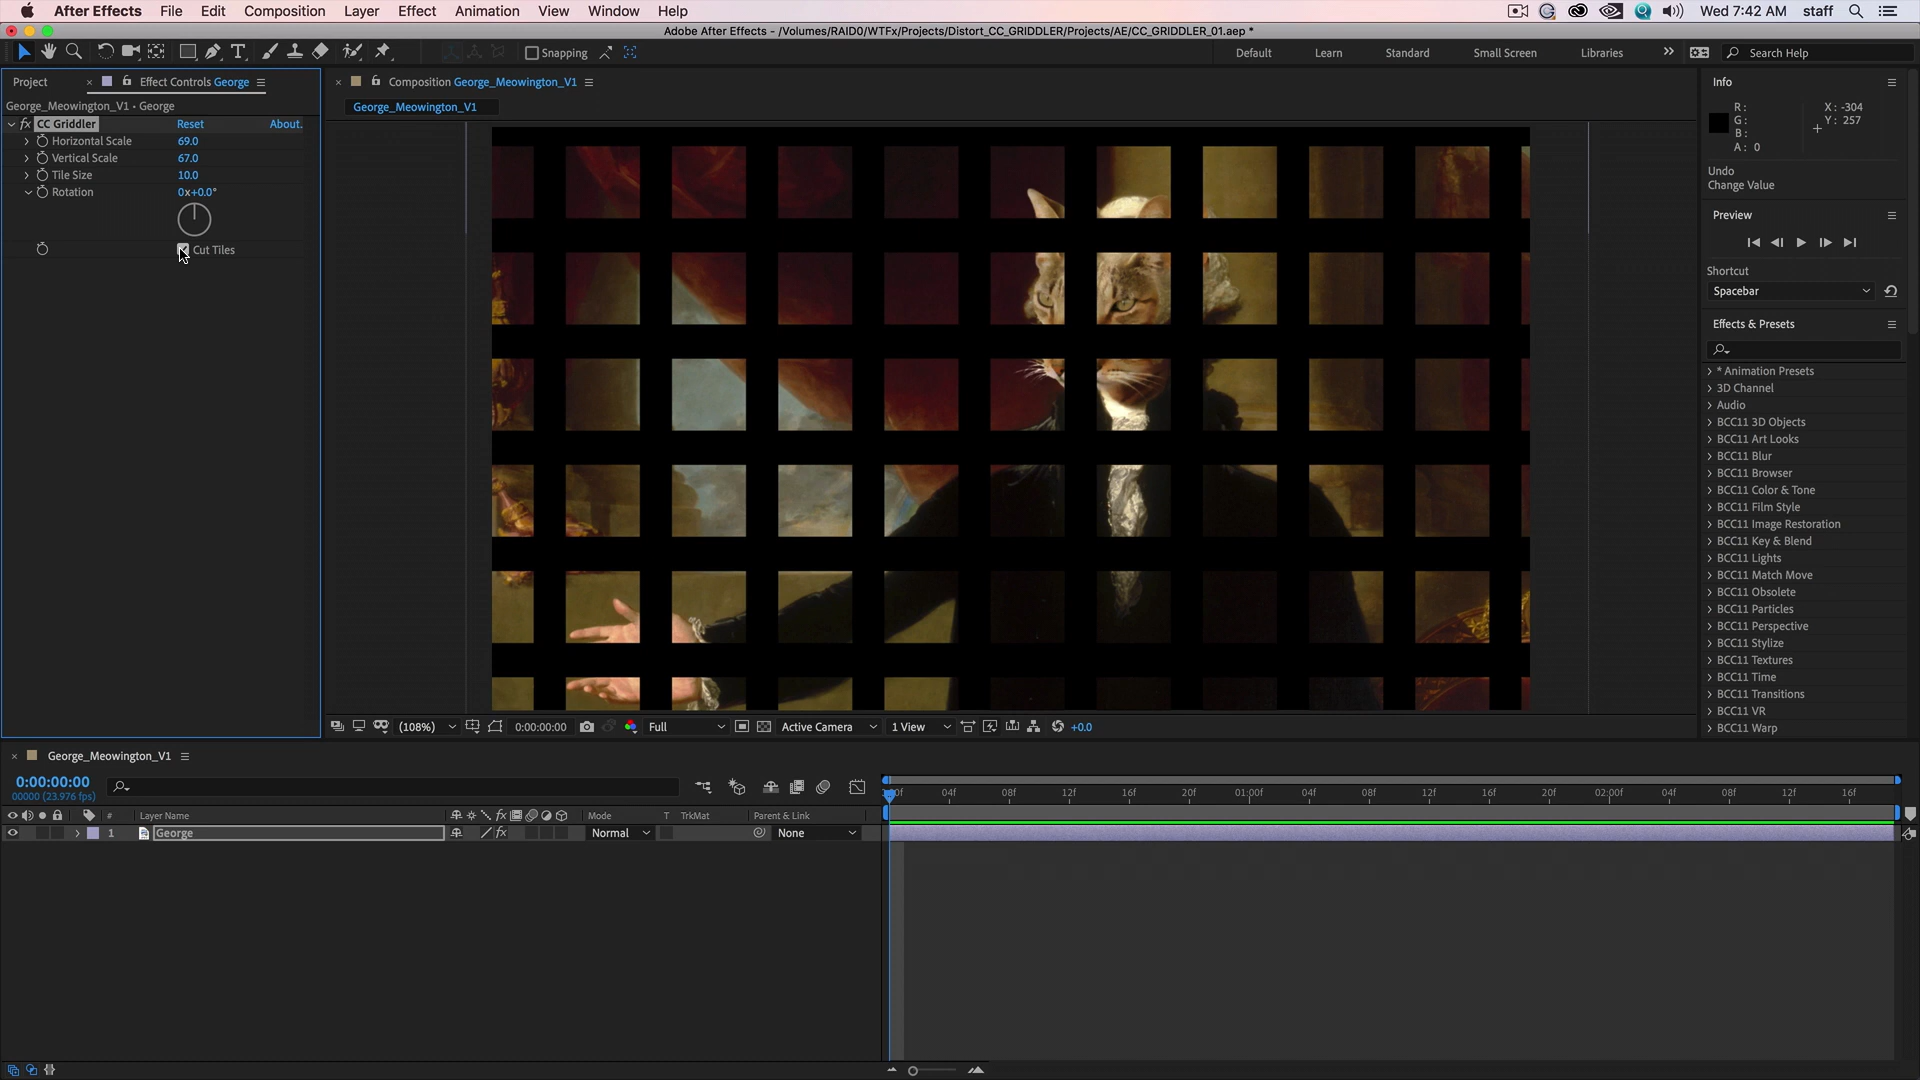 After Effects File Edit Composition Layer Effect Animation View Window Help Wed 7:42 AM staff
Adobe After Effects - /Volumes/RAID0/WTFx/Projects/Distort_CC_GRIDDLER/Projects/AE/CC_GRIDDLER_01.aep *
Snapping Default Learn Standard Small Screen Libraries Search Help
Project Effect Controls George
George_Meowington_V1 • George
fx CC Griddler Reset About.
Horizontal Scale 69.0
Vertical Scale 67.0
Tile Size 10.0
Rotation 0x+0.0°
Cut Tiles
Composition George_Meowington_V1
George_Meowington_V1
(108%) 0:00:00:00 Full Active Camera 1 View +0.0
Info
R: X: -304
G: Y: 257
B:
A: 0
Undo
Change Value
Preview
Shortcut
Spacebar
Effects & Presets
* Animation Presets
3D Channel
Audio
BCC11 3D Objects
BCC11 Art Looks
BCC11 Blur
BCC11 Browser
BCC11 Color & Tone
BCC11 Film Style
BCC11 Image Restoration
BCC11 Key & Blend
BCC11 Lights
BCC11 Match Move
BCC11 Obsolete
BCC11 Particles
BCC11 Perspective
BCC11 Stylize
BCC11 Textures
BCC11 Time
BCC11 Transitions
BCC11 VR
BCC11 Warp
George_Meowington_V1
0:00:00:00
00000 (23.976 fps)
04f 08f 12f 16f 20f 01:00f 04f 08f 12f 16f 20f 02:00f 04f 08f 12f 16f
# Layer Name fx Mode T TrkMat Parent & Link
1 George fx Normal None